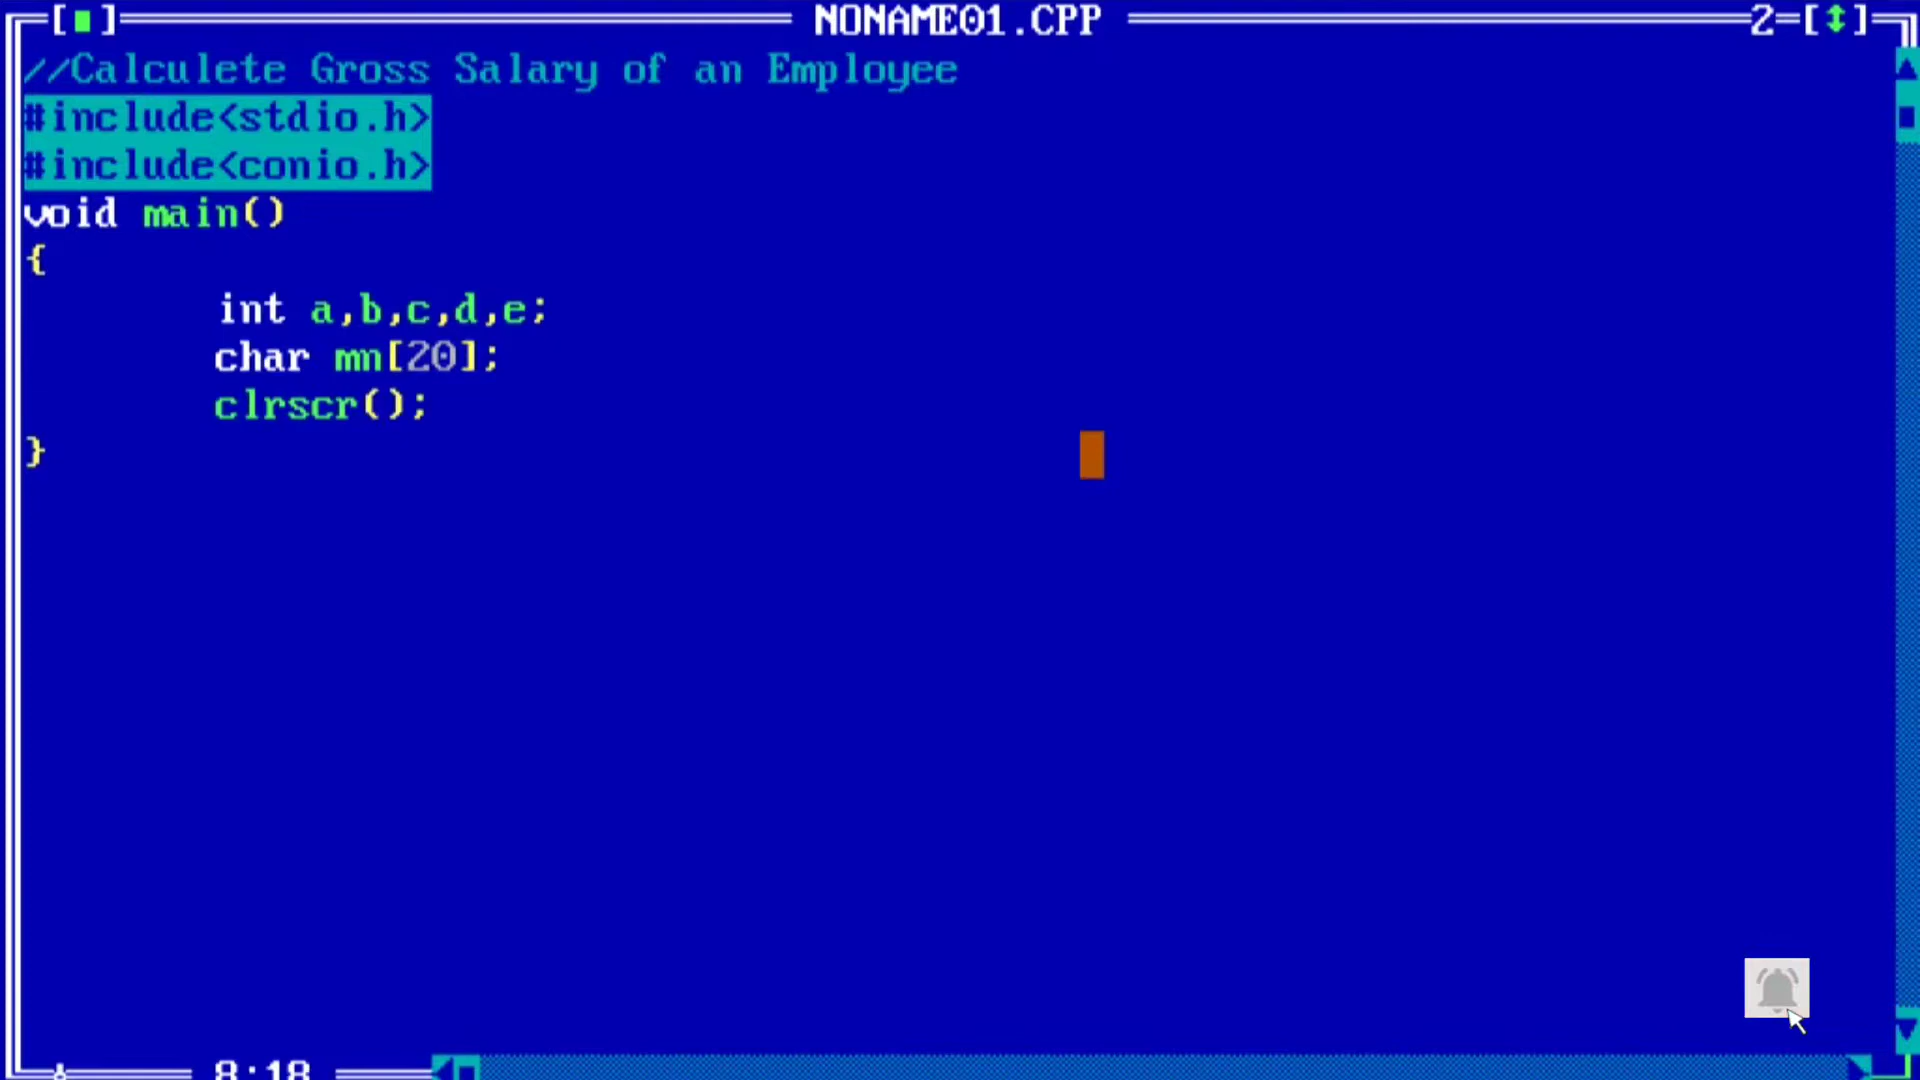 NONAME01.CPP 2
//Calculete Gross Salary of an Employee
#include<stdio.h>
#include<conio.h>
void main()
{
int a,b,c,d,e;
char mn[20];
clrscr();
}
8:18